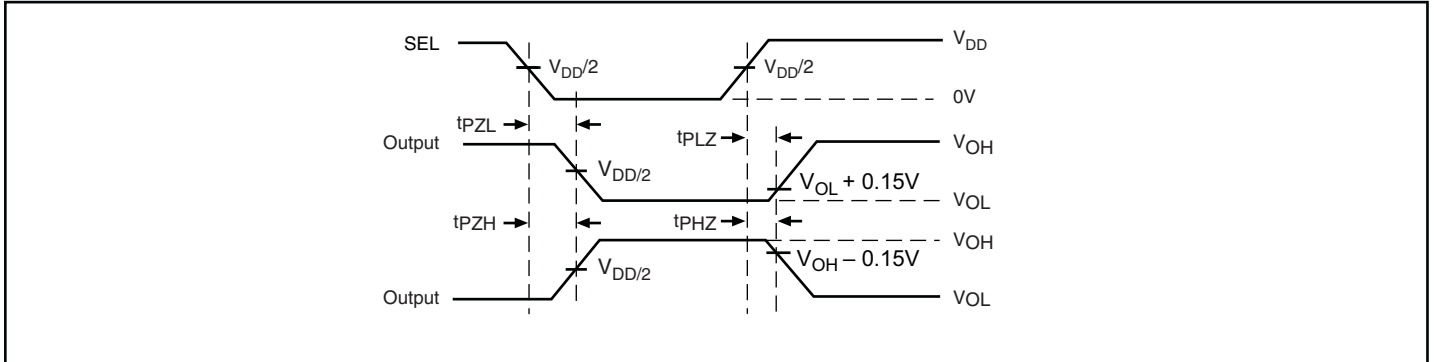 SEL
VDD/2
VDD/2
VDD
0V
tPZL
tPLZ
Output
VOH
VDD/2
VOL + 0.15V
VOL
tPZH
tPHZ
VOH
VOH – 0.15V
VDD/2
Output
VOL